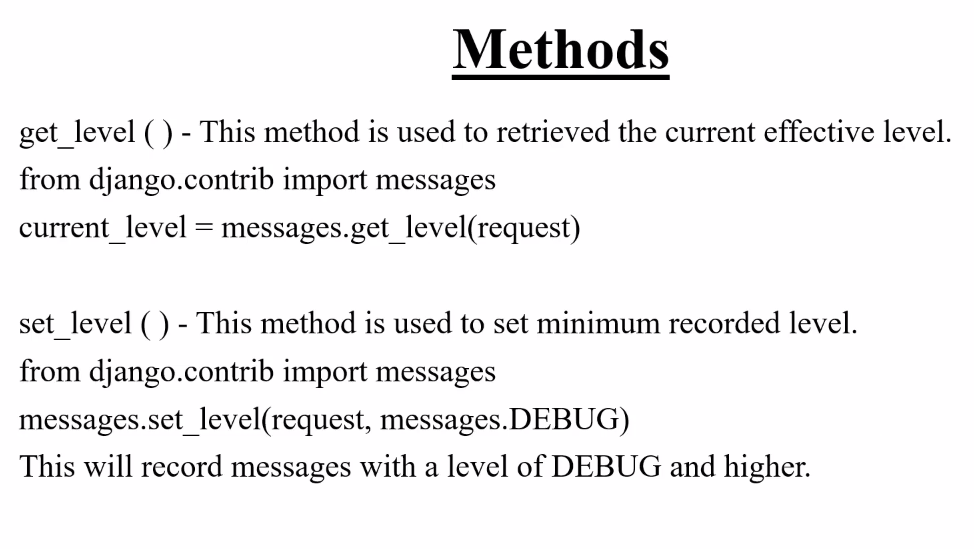 Methods
get_level ( ) - This method is used to retrieved the current effective level.
from django.contrib import messages
current_level = messages.get_level(request)
set_level ( ) - This method is used to set minimum recorded level.
from django.contrib import messages
messages.set_level(request, messages.DEBUG)
This will record messages with a level of DEBUG and higher.